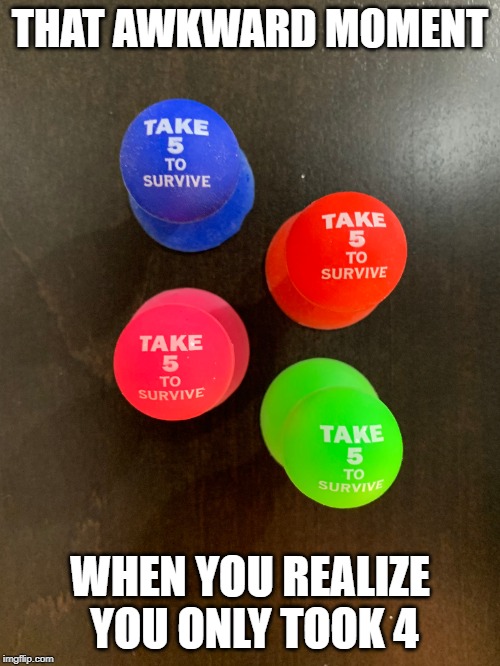 THAT AWKWARD MOMENT
TAKE
5
TO
SURVIVE
TAKE
5
TO
SURVIVE
TAKE
5
TO
SURVIVE
TAKE
5
TO
SURVIVE
WHEN YOU REALIZE
YOU ONLY TOOK 4
imgflip.com